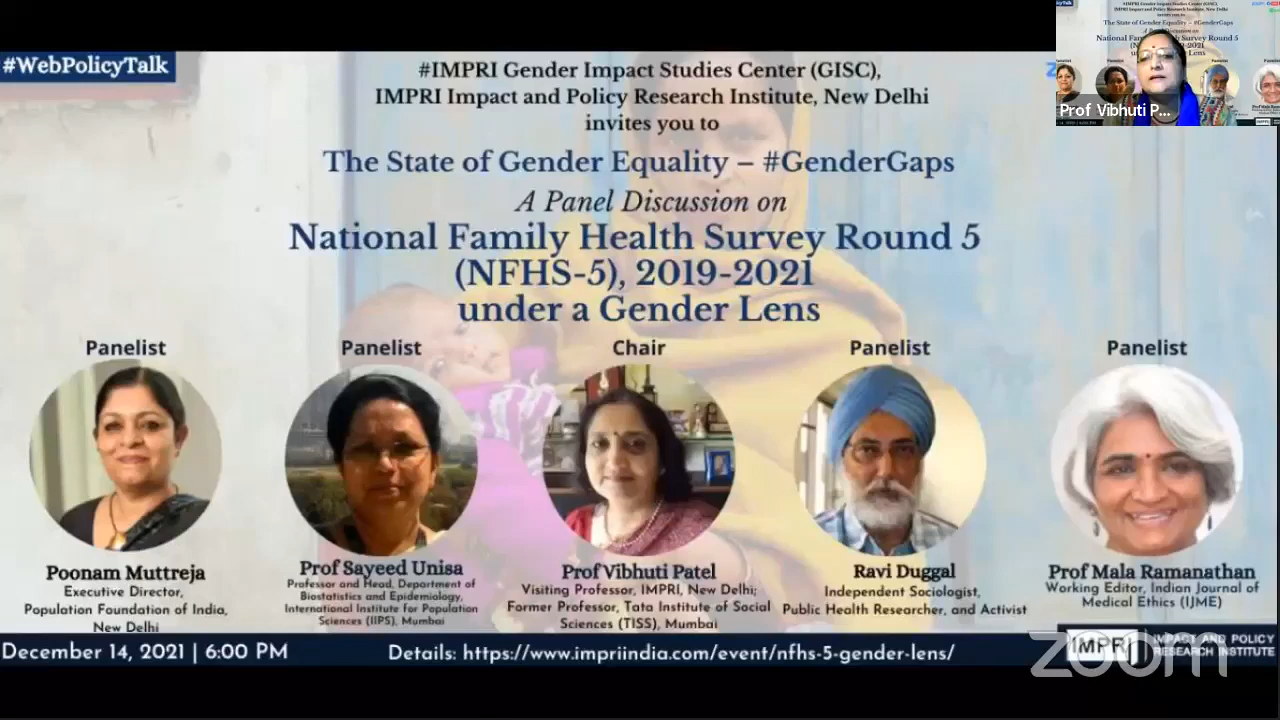 #WebPolicyTalk
#IMPRI Gender Impact Studies Center (GISC),
IMPRI Impact and Policy Research Institute, New Delhi
invites you to
The State of Gender Equality – #GenderGaps
A Panel Discussion on
National Family Health Survey Round 5
(NFHS-5), 2019-2021
under a Gender Lens
Prof Vibhuti P...
Panelist
Panelist
Chair
Panelist
Panelist
Poonam Muttreja
Executive Director,
Population Foundation of India,
New Delhi
Prof Sayeed Unisa
Professor and Head, Department of
Biostatistics and Epidemiology,
International Institute for Population
Sciences (IIPS), Mumbai
Prof Vibhuti Patel
Visiting Professor, IMPRI, New Delhi;
Former Professor, Tata Institute of Social
Sciences (TISS), Mumbai
Ravi Duggal
Independent Sociologist,
Public Health Researcher, and Activist
Prof Mala Ramanathan
Working Editor, Indian Journal of
Medical Ethics (IJME)
December 14, 2021 | 6:00 PM
Details: https://www.impriindia.com/event/nfhs-5-gender-lens/
IMPRI
IMPACT AND POLICY
RESEARCH INSTITUTE
zoom